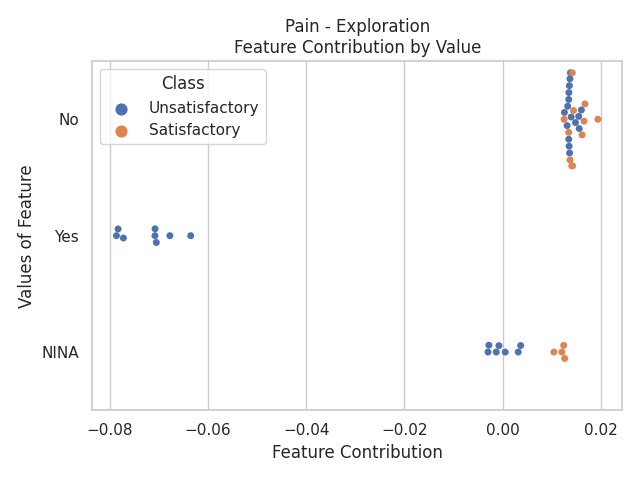 Pain - Exploration
Feature Contribution by Value
Class
Unsatisfactory
Satisfactory
No
Yes
NINA
Values of Feature
−0.08
−0.06
−0.04
−0.02
0.00
0.02
Feature Contribution